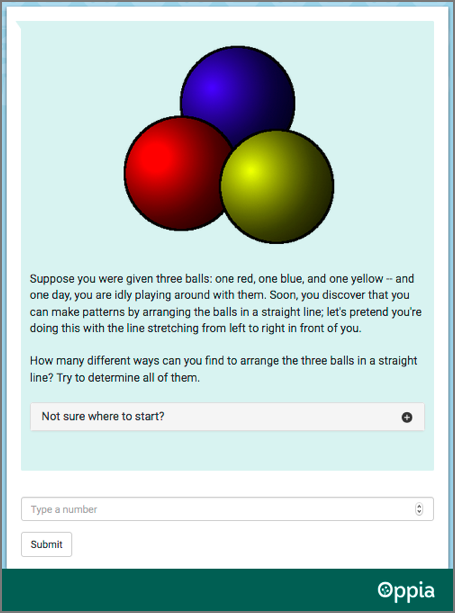 Suppose you were given three balls: one red, one blue, and one yellow -- and
one day, you are idly playing around with them. Soon, you discover that you
can make patterns by arranging the balls in a straight line; let's pretend you're
doing this with the line stretching from left to right in front of you.
How many different ways can you find to arrange the three balls in a straight
line? Try to determine all of them.
Not sure where to start?
Type a number
Submit
Oppia